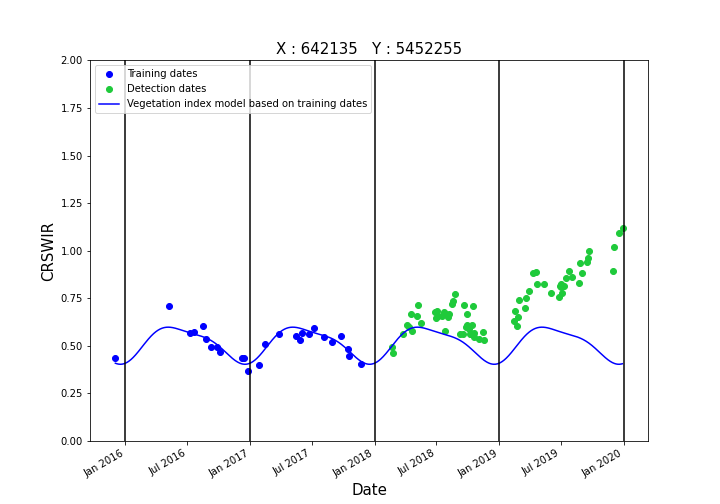 X : 642135   Y : 5452255
2.00
Training dates
Detection dates
Vegetation index model based on training dates
1.75
1.50
1.25
1.00
0.75
0.50
0.25
0.00
CRSWIR
Jan 2016
Jul 2016
Jan 2017
Jul 2017
Jan 2018
Jul 2018
Jan 2019
Jul 2019
Jan 2020
Date